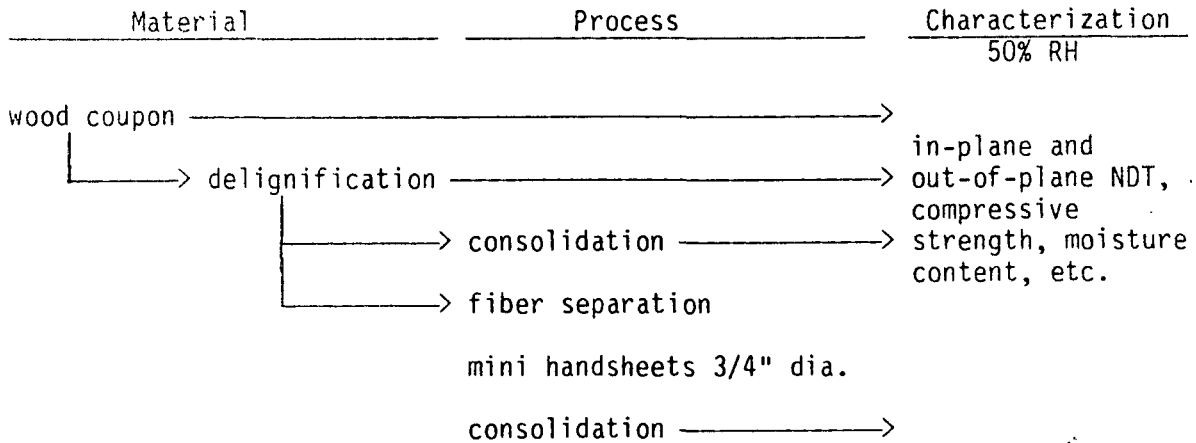 Material Process Characterization
50% RH
wood coupon
in-plane and
delignification out-of-plane NDT,
compressive
consolidation strength, moisture
content, etc.
fiber separation
mini handsheets 3/4" dia.
consolidation